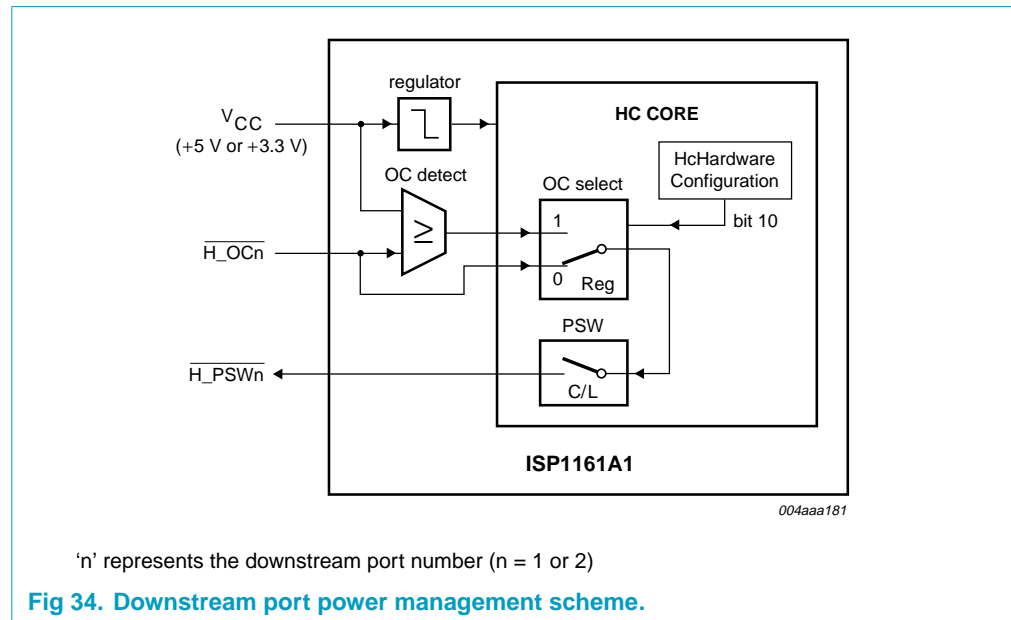 regulator
HC CORE
VCC
(+5 V or +3.3 V)
HcHardware
Configuration
OC detect
OC select
1
bit 10
≥
H_OCn
0
Reg
PSW
H_PSWn
C/L
ISP1161A1
004aaa181
‘n’ represents the downstream port number (n = 1 or 2)
Fig 34. Downstream port power management scheme.